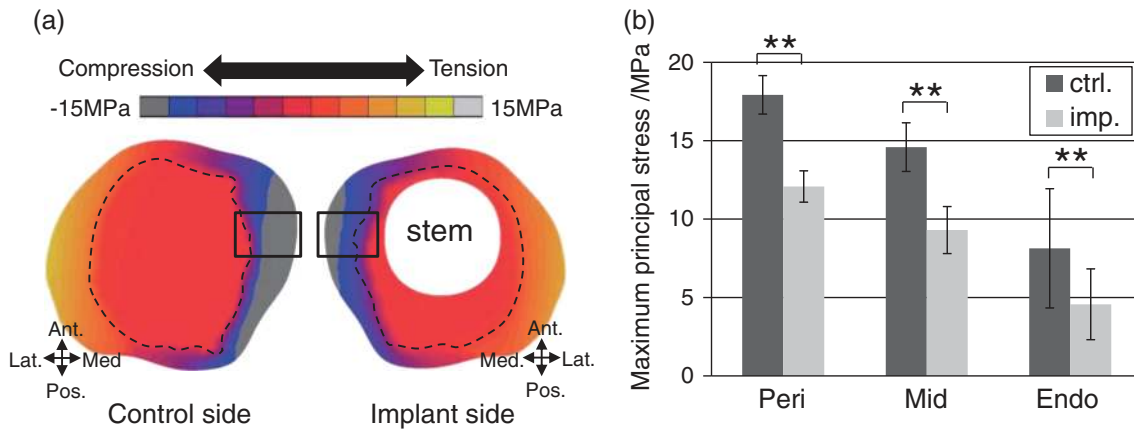 (a)
Compression
Tension
-15MPa
15MPa
stem
Ant.
Lat.
Med.
Pos.
Ant.
Med.
Lat.
Pos.
Control side
Implant side
(b)
Maximum principal stress /MPa
20
15
10
5
0
**
**
**
ctrl.
imp.
Peri
Mid
Endo